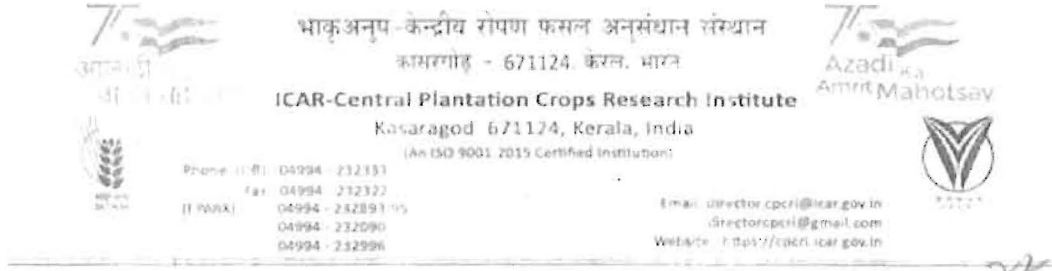 भाकृअनुप-केन्द्रीय रोपण फसल अनुसंधान संस्थान
कासरगोड़ - 671124, केरल, भारत
ICAR-Central Plantation Crops Research Institute
Kasaragod 671124, Kerala, India
(An ISO 9001 2015 Certified Institution)
Azadi Ka
Amrit Mahotsav
Phone 04994 - 232333
Fax 04994 - 232322
(EPABX) 04994 - 232893
04994 - 232090
04994 - 232996
Email director.cpcri@icar.gov.in
directorcpcri@gmail.com
Website https://cpcri.icar.gov.in